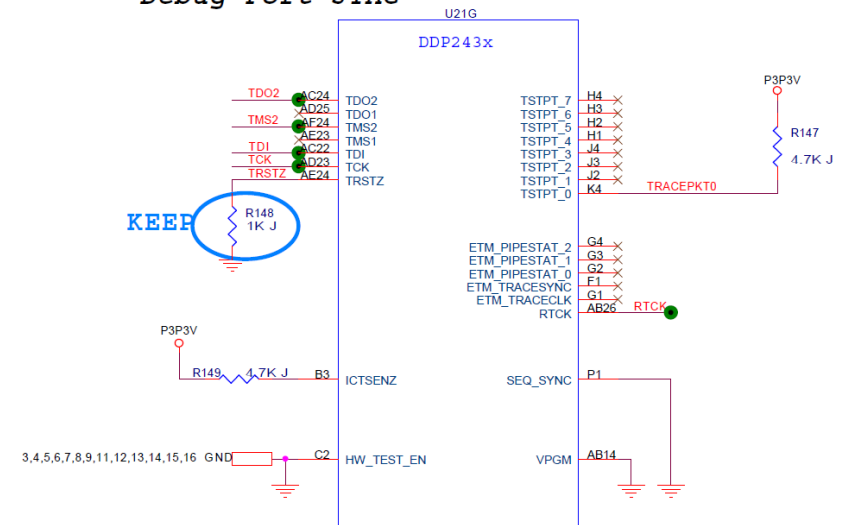 Debug Port Sink
U21G
DDP243x
TDO2 AC24 TDO2
AD25 TDO1
TMS2 AF24 TMS2
AE23 TMS1
TDI AC22 TDI
TCK AD23 TCK
TRSTZ AE24 TRSTZ
KEEP
R148
1K J
P3P3V
R149 4.7K J B3 ICTSENZ
3,4,5,6,7,8,9,11,12,13,14,15,16 GND C2 HW_TEST_EN
TSTPT_7 H4
TSTPT_6 H3
TSTPT_5 H2
TSTPT_4 H1
TSTPT_3 J4
TSTPT_2 J3
TSTPT_1 J2
TSTPT_0 K4 TRACEPKT0
P3P3V
R147
4.7K J
ETM_PIPESTAT_2 G4
ETM_PIPESTAT_1 G3
ETM_PIPESTAT_0 G2
ETM_TRACESYNC F1
ETM_TRACECLK G1
RTCK AB26 RTCK
SEQ_SYNC P1
VPGM AB14